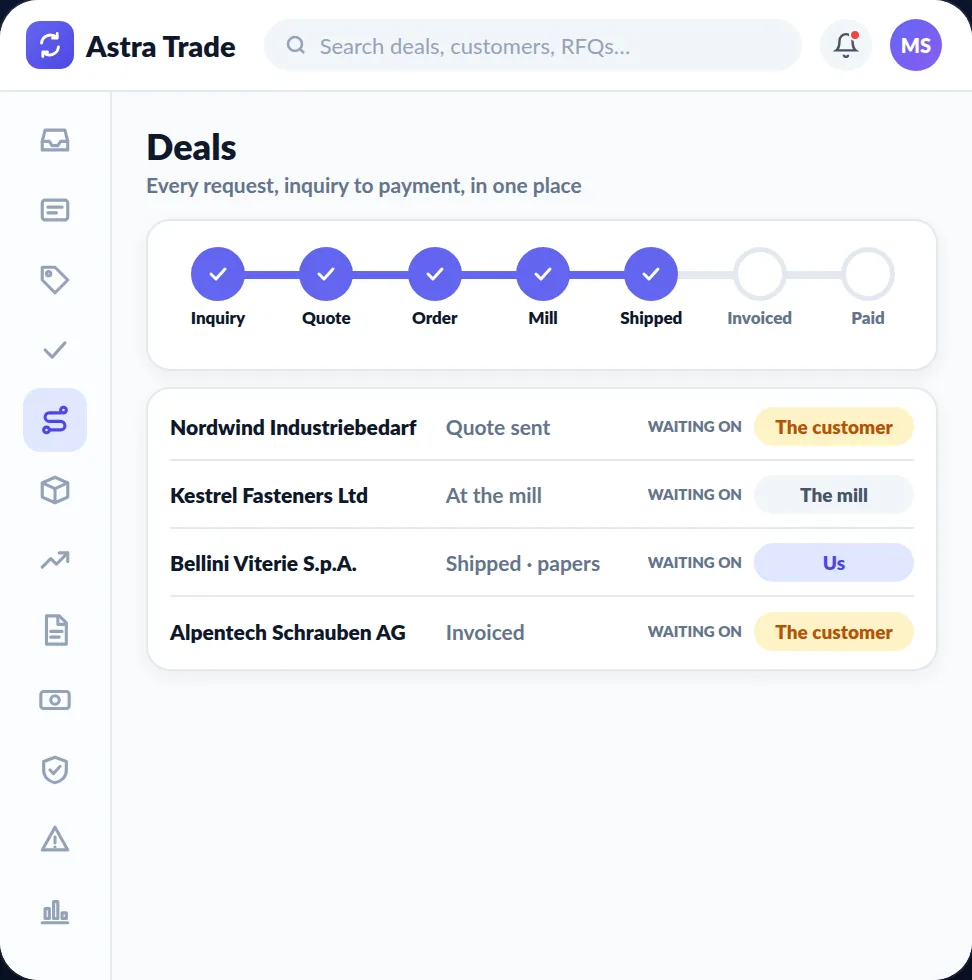 Astra Trade
Search deals, customers, RFQs...
MS
Deals
Every request, inquiry to payment, in one place
Inquiry Quote Order Mill Shipped Invoiced Paid
Nordwind Industriebedarf Quote sent WAITING ON The customer
Kestrel Fasteners Ltd At the mill WAITING ON The mill
Bellini Viterie S.p.A. Shipped · papers WAITING ON Us
Alpentech Schrauben AG Invoiced WAITING ON The customer